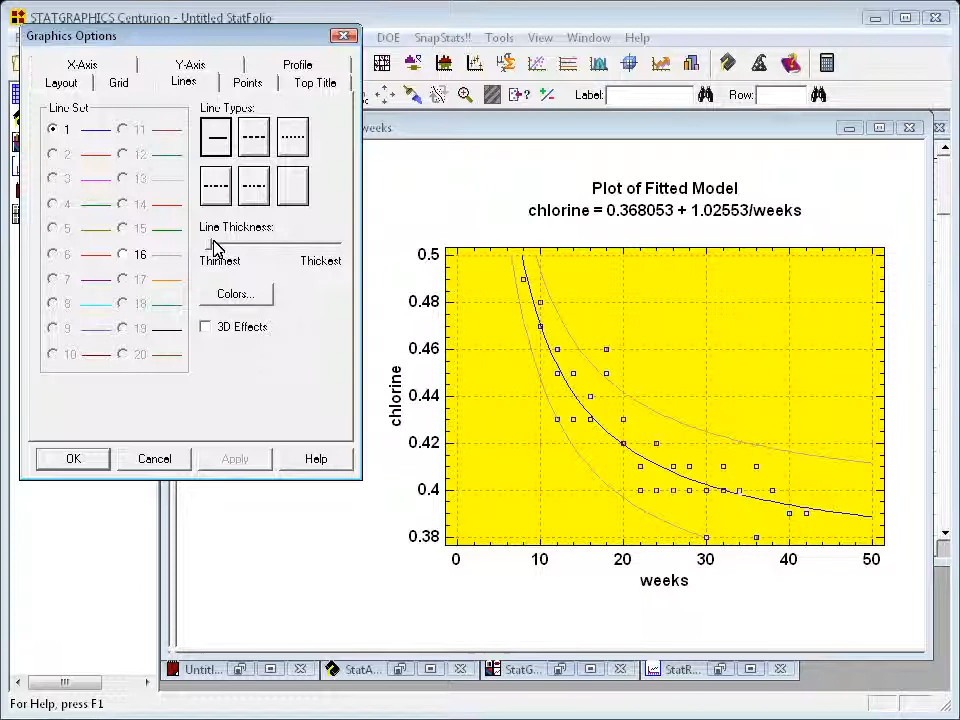 STATGRAPHICS Centurion - Untitled StatFolio
Graphics Options
DOE SnapStats!! Tools View Window Help
X-Axis Y-Axis Profile
Layout Grid Lines Points Top Title
Label: Row:
Line Set
Line Types:
1 11
2 12
3 13
4 14
5 15
6 16
7 17
8 18
9 19
10 20
Line Thickness:
Thinnest Thickest
Colors...
3D Effects
OK Cancel Apply Help
weeks
Plot of Fitted Model
chlorine = 0.368053 + 1.02553/weeks
0.5
0.48
0.46
0.44
0.42
0.4
0.38
chlorine
0 10 20 30 40 50
weeks
Untitl... StatA... StatG... StatR...
For Help, press F1